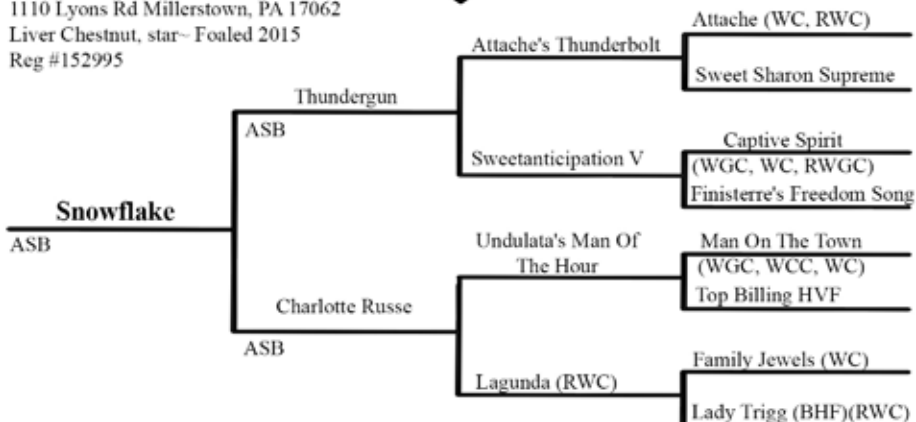 1110 Lyons Rd Millerstown, PA 17062
Liver Chestnut, star~ Foaled 2015
Reg #152995
Attache (WC, RWC)
Attache's Thunderbolt
Sweet Sharon Supreme
Thundergun
ASB
Captive Spirit
Sweetanticipation V
(WGC, WC, RWGC)
Finisterre's Freedom Song
Snowflake
ASB
Undulata's Man Of
The Hour
Man On The Town
(WGC, WCC, WC)
Top Billing HVF
Charlotte Russe
ASB
Family Jewels (WC)
Lagunda (RWC)
Lady Trigg (BHF)(RWC)